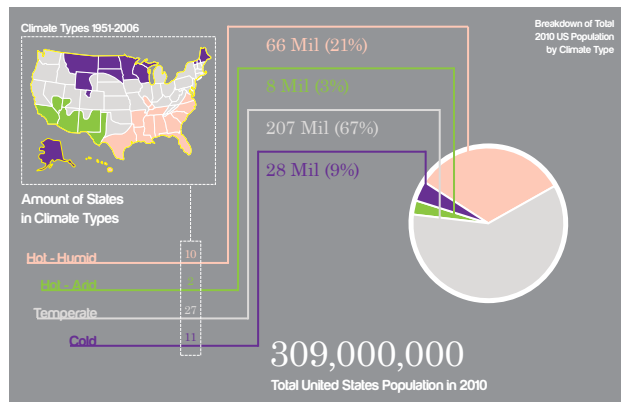 Climate Types 1951-2006
Breakdown of Total
2010 US Population
by Climate Type
66 Mil (21%)
8 Mil (3%)
207 Mil (67%)
28 Mil (9%)
Amount of States
in Climate Types
Hot - Humid 10
Hot - Arid 2
Temperate 27
Cold 11
309,000,000
Total United States Population in 2010